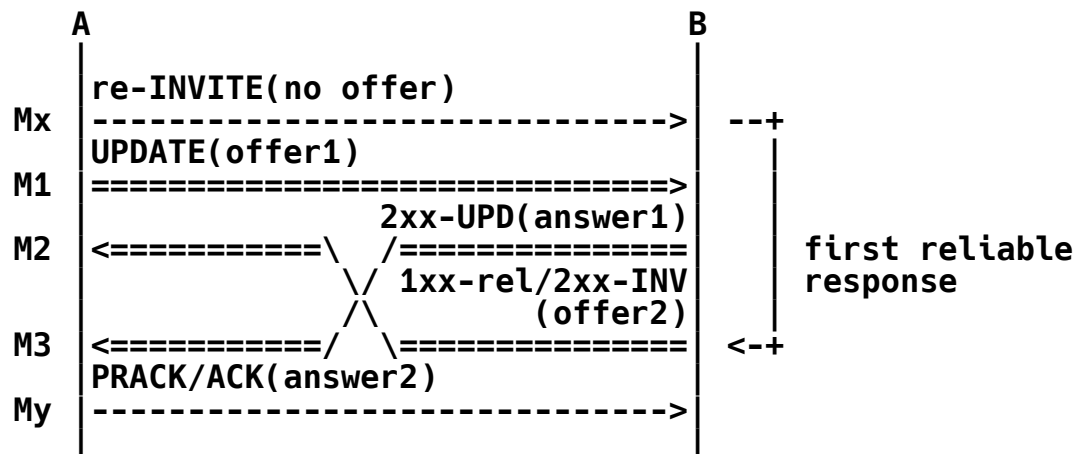 A B
re-INVITE(no offer)
Mx ------------------------------> --+
UPDATE(offer1) |
M1 ==============================> |
2xx-UPD(answer1) |
M2 <===========\ /=============== | first reliable
\/ 1xx-rel/2xx-INV | response
/\ (offer2) |
M3 <===========/ \=============== <-+
PRACK/ACK(answer2)
My ------------------------------>